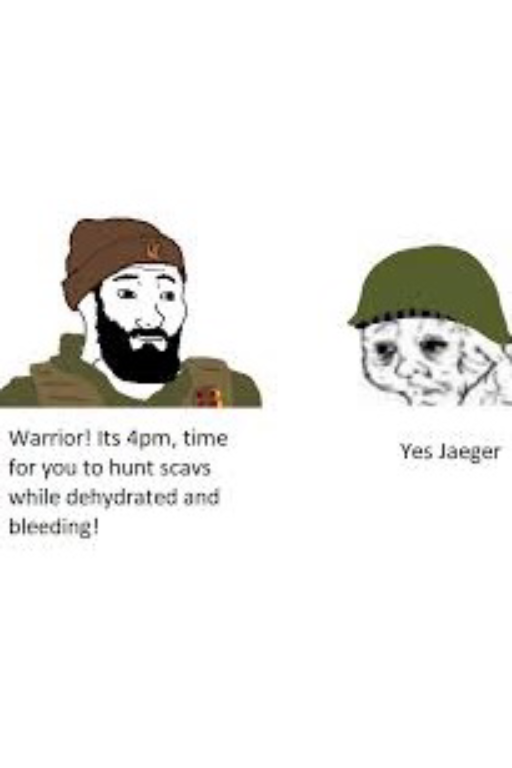 Warrior! Its 4pm, time
for you to hunt scavs
while dehydrated and
bleeding!
Yes Jaeger